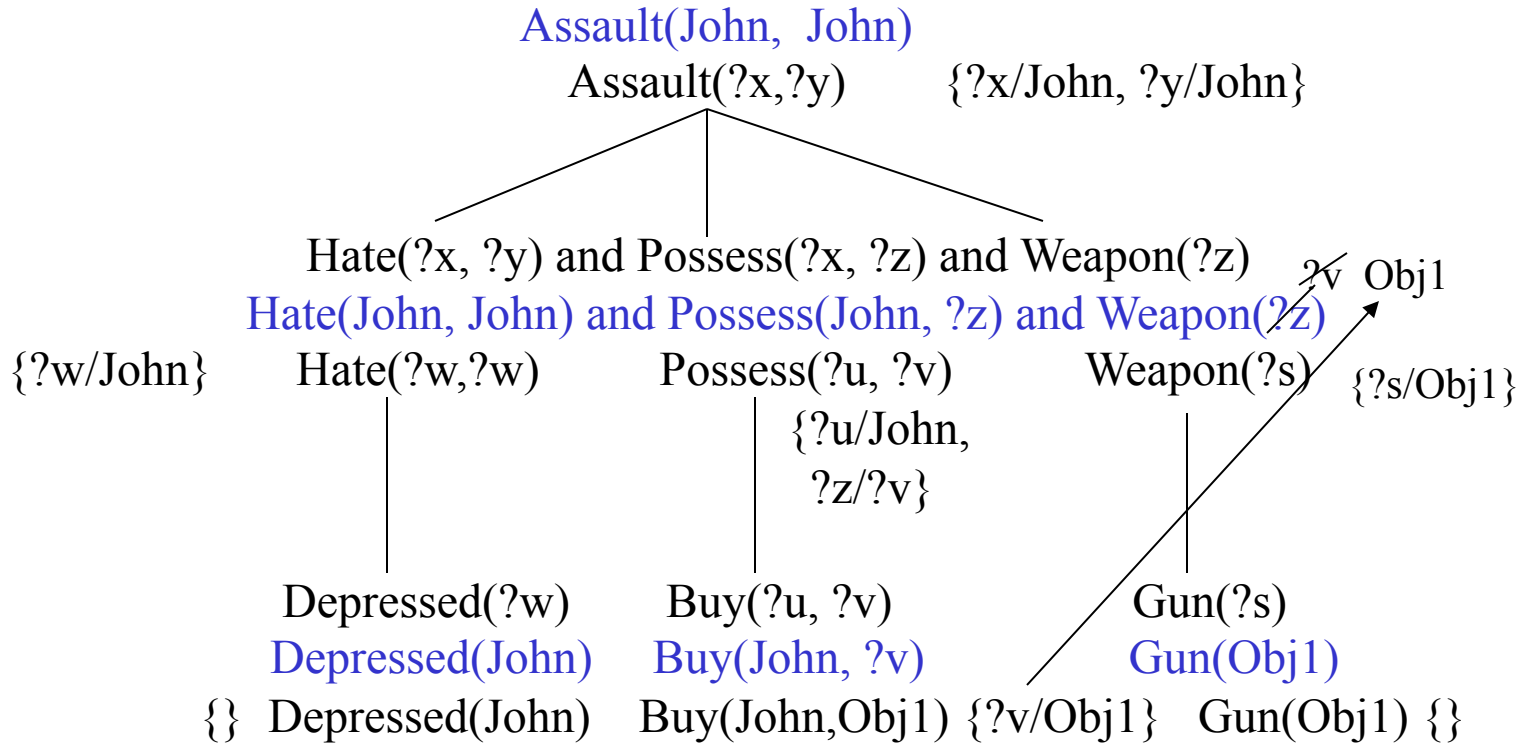 Assault(John, John)
Assault(?x,?y) {?x/John, ?y/John}
Hate(?x, ?y) and Possess(?x, ?z) and Weapon(?z)
?v Obj1
Hate(John, John) and Possess(John, ?z) and Weapon(?z)
{?w/John} Hate(?w,?w) Possess(?u, ?v) Weapon(?s) {?s/Obj1}
{?u/John,
?z/?v}
Depressed(?w) Buy(?u, ?v) Gun(?s)
Depressed(John) Buy(John, ?v) Gun(Obj1)
{} Depressed(John) Buy(John,Obj1) {?v/Obj1} Gun(Obj1) {}